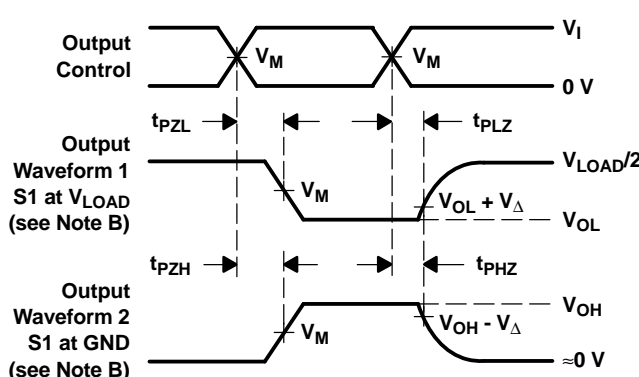 Output
Control
V_I
V_M
V_M
0 V
t_PZL
t_PLZ
Output
Waveform 1
S1 at V_LOAD
(see Note B)
V_LOAD/2
V_M
V_OL + V_Δ
V_OL
t_PZH
t_PHZ
Output
Waveform 2
S1 at GND
(see Note B)
V_OH
V_OH - V_Δ
V_M
≈0 V